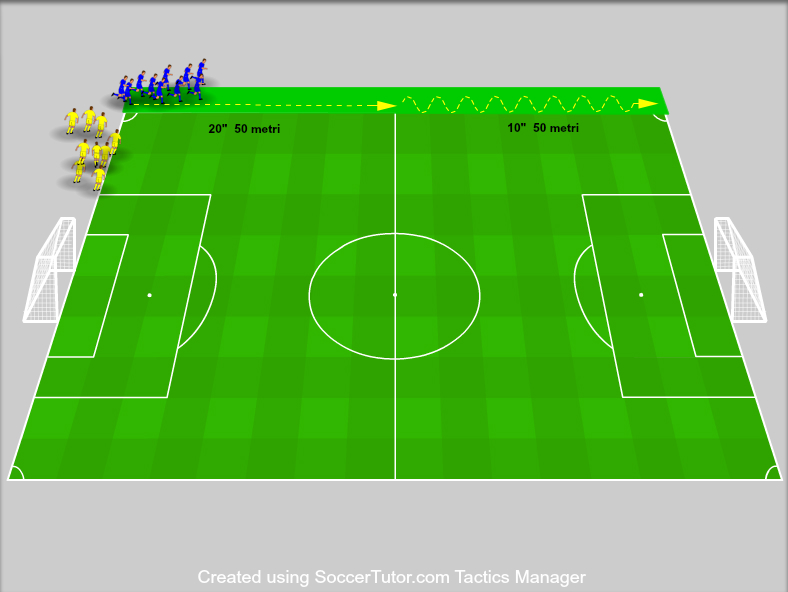 20"  50 metri
10"  50 metri
Created using SoccerTutor.com Tactics Manager